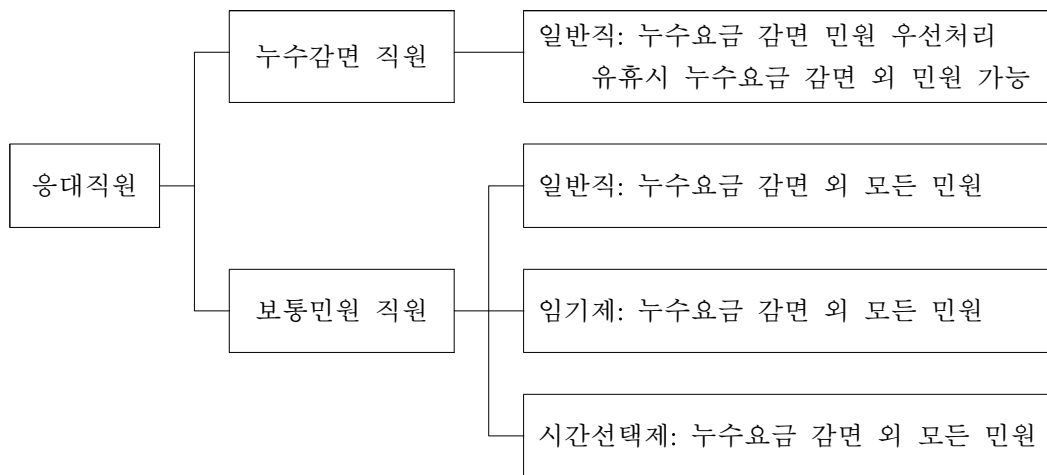 응대직원
누수감면 직원
일반직: 누수요금 감면 민원 우선처리
유휴시 누수요금 감면 외 민원 가능
보통민원 직원
일반직: 누수요금 감면 외 모든 민원
임기제: 누수요금 감면 외 모든 민원
시간선택제: 누수요금 감면 외 모든 민원